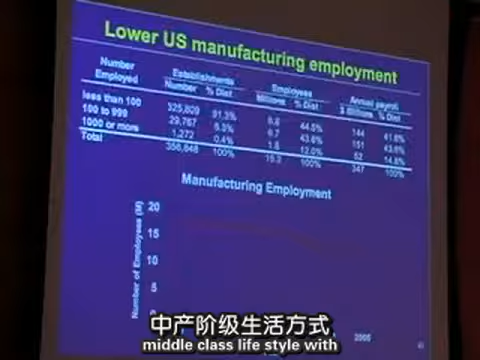 Lower US manufacturing employment
Number Establishments Employees Annual payroll
Employed Number % Dist Millions % Dist $ Billions % Dist
less than 100 325,809 91.3% 6.8 44.5% 144 41.6%
100 to 999 29,767 8.3% 6.7 43.6% 151 43.6%
1000 or more 1,272 0.4% 1.8 12.0% 52 14.8%
Total 356,848 100% 15.3 100% 347 100%
Manufacturing Employment
Number of Employees (M)
20
15
10
5
2005
中产阶级生活方式
middle class life style with